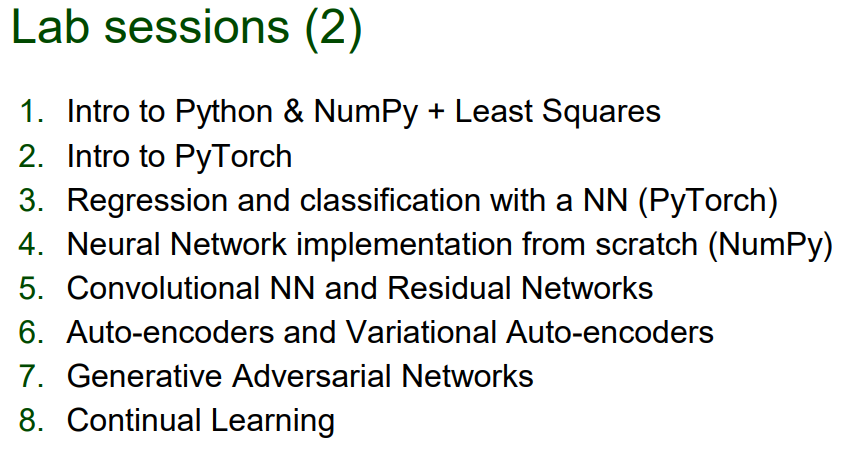 Lab sessions (2)
1. Intro to Python & NumPy + Least Squares
2. Intro to PyTorch
3. Regression and classification with a NN (PyTorch)
4. Neural Network implementation from scratch (NumPy)
5. Convolutional NN and Residual Networks
6. Auto-encoders and Variational Auto-encoders
7. Generative Adversarial Networks
8. Continual Learning